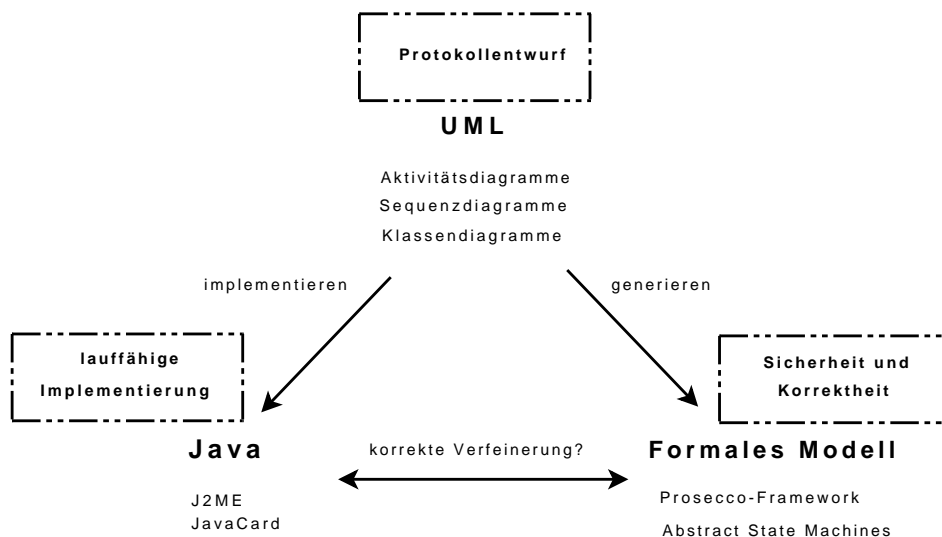 Protokollentwurf
UML
Aktivitätsdiagramme
Sequenzdiagramme
Klassendiagramme
implementieren
generieren
lauffähige
Implementierung
Sicherheit und
Korrektheit
Java
korrekte Verfeinerung?
Formales Modell
J2ME
JavaCard
Prosecco-Framework
Abstract State Machines